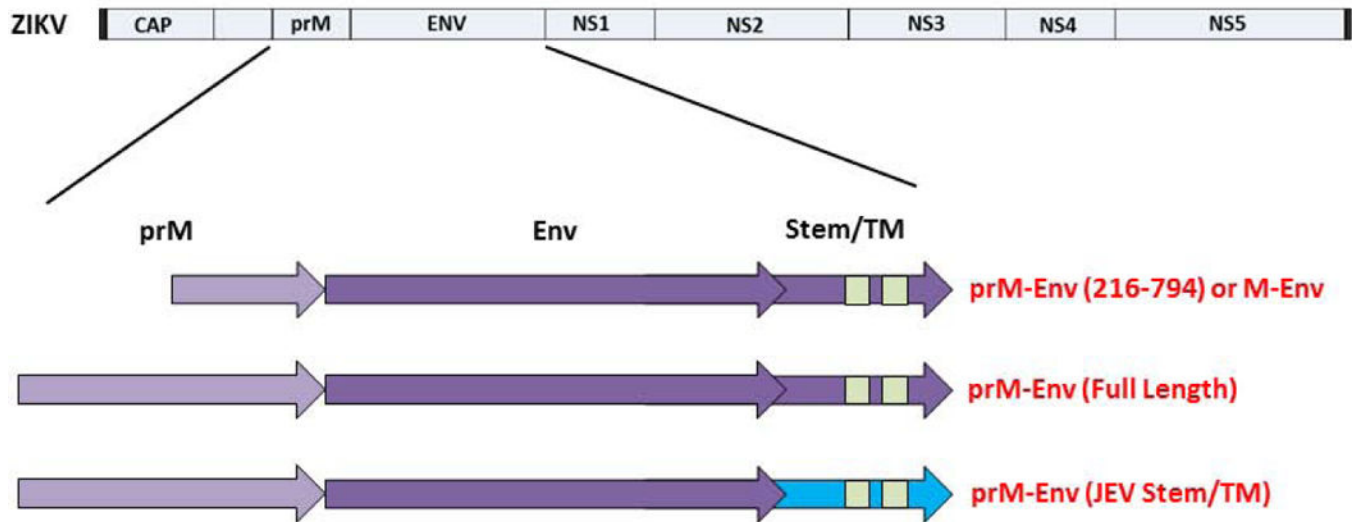 ZIKV CAP prM ENV NS1 NS2 NS3 NS4 NS5
prM Env Stem/TM
prM-Env (216-794) or M-Env
prM-Env (Full Length)
prM-Env (JEV Stem/TM)